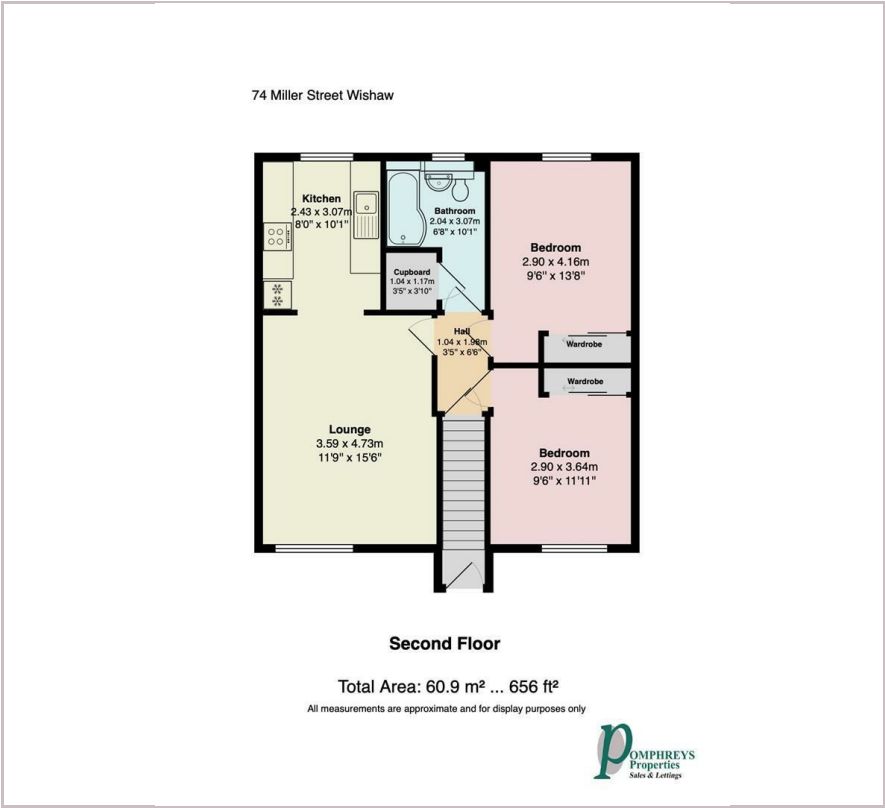 74 Miller Street Wishaw
Kitchen
2.43 x 3.07m
8'0" x 10'1"
Bathroom
2.04 x 3.07m
6'8" x 10'1"
Bedroom
2.90 x 4.16m
9'6" x 13'8"
Cupboard
1.04 x 1.17m
3'5" x 3'10"
Hall
1.04 x 1.98m
3'5" x 6'6"
Wardrobe
Wardrobe
Lounge
3.59 x 4.73m
11'9" x 15'6"
Bedroom
2.90 x 3.64m
9'6" x 11'11"
Second Floor
Total Area: 60.9 m² ... 656 ft²
All measurements are approximate and for display purposes only
POMPHREYS
Properties
Sales & Lettings